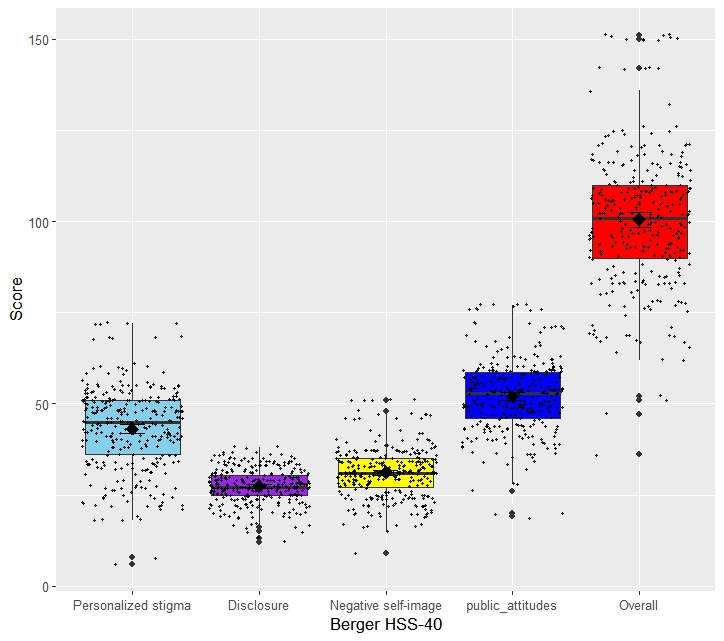 150
100
50
0
Score
Personalized stigma
Disclosure
Negative self-image
public_attitudes
Overall
Berger HSS-40